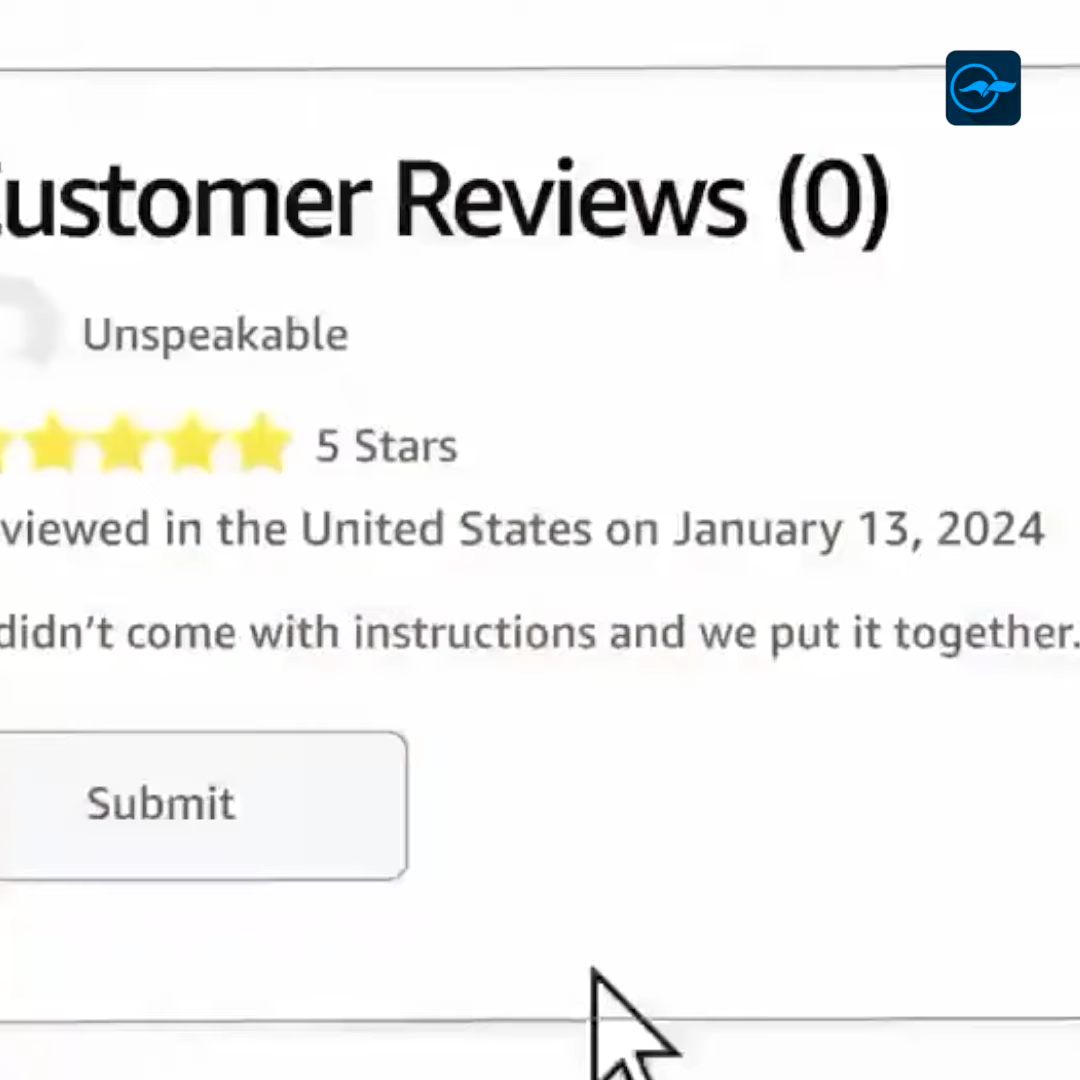 Customer Reviews (0)
Unspeakable
5 Stars
viewed in the United States on January 13, 2024
didn’t come with instructions and we put it together.
Submit